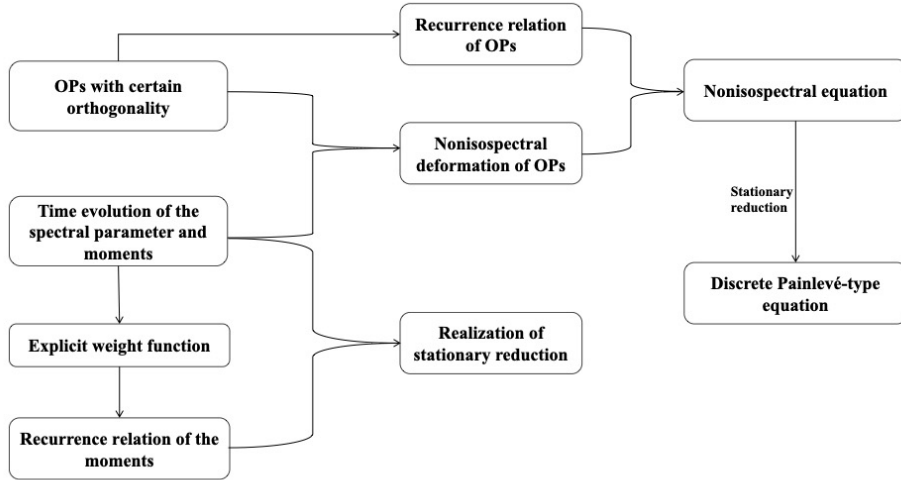 Recurrence relation
of OPs
OPs with certain
orthogonality
Nonisospectral equation
Nonisospectral
deformation of OPs
Stationary
reduction
Time evolution of the
spectral parameter and
moments
Discrete Painlevé-type
equation
Explicit weight function
Realization of
stationary reduction
Recurrence relation of the
moments